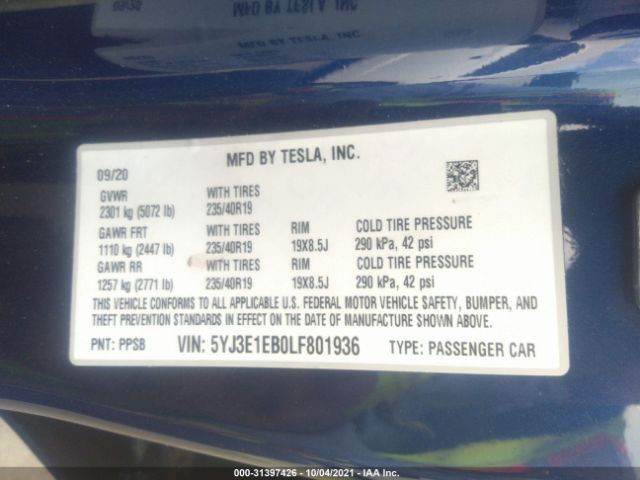 MFD BY TESLA, INC.
MFD BY TESLA, INC.
09/20
GVWR WITH TIRES
2301 kg (5072 lb) 235/40R19
GAWR FRT WITH TIRES RIM COLD TIRE PRESSURE
1110 kg (2447 lb) 235/40R19 19X8.5J 290 kPa, 42 psi
GAWR RR WITH TIRES RIM COLD TIRE PRESSURE
1257 kg (2771 lb) 235/40R19 19X8.5J 290 kPa, 42 psi
THIS VEHICLE CONFORMS TO ALL APPLICABLE U.S. FEDERAL MOTOR VEHICLE SAFETY, BUMPER, AND
THEFT PREVENTION STANDARDS IN EFFECT ON THE DATE OF MANUFACTURE SHOWN ABOVE.
PNT: PPSB VIN: 5YJ3E1EB0LF801936 TYPE: PASSENGER CAR
000-31397426 - 10/04/2021 - IAA Inc.